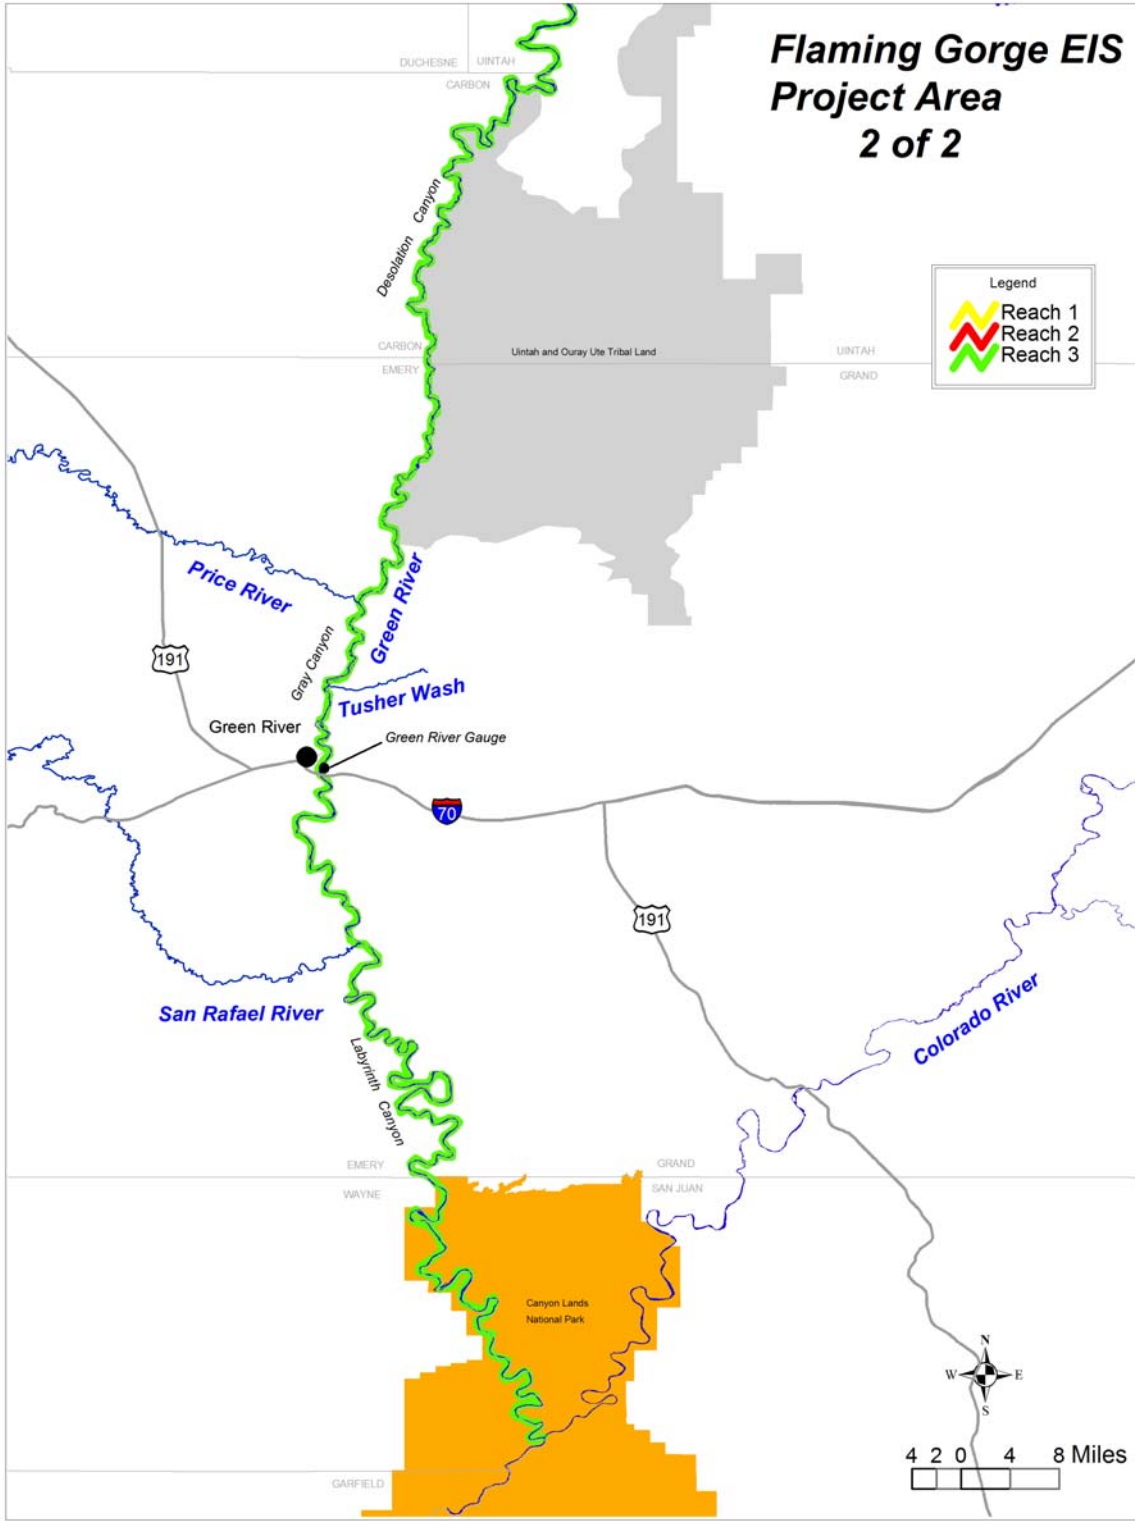 Flaming Gorge EIS
Project Area
2 of 2
DUCHESNE
UINTAH
CARBON
Desolation Canyon
Legend
Reach 1
Reach 2
Reach 3
CARBON
EMERY
Uintah and Ouray Ute Tribal Land
UINTAH
GRAND
Price River
Green River
Gray Canyon
191
Tusher Wash
Green River
Green River Gauge
70
191
San Rafael River
Colorado River
Labyrinth Canyon
EMERY
WAYNE
GRAND
SAN JUAN
Canyon Lands
National Park
N
W E
S
4 2 0 4 8 Miles
GARFIELD